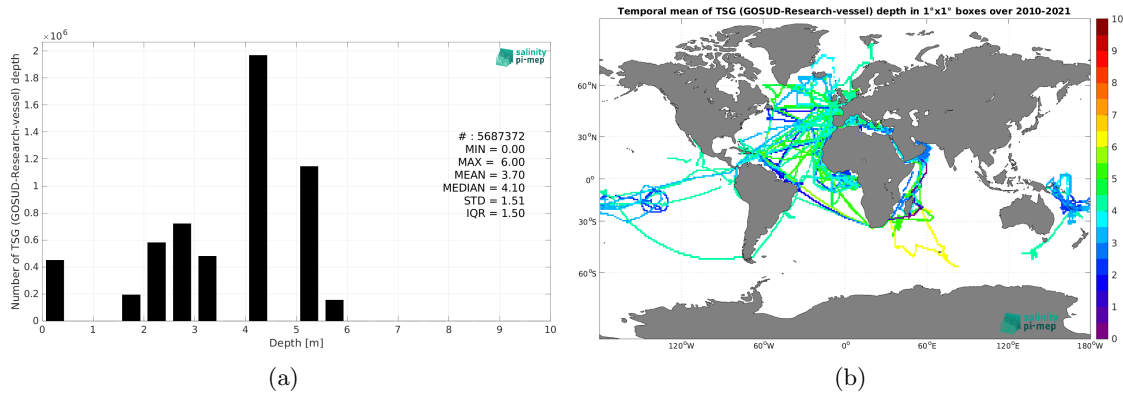 ×10⁶
2
1.8
1.6
1.4
1.2
1
0.8
0.6
0.4
0.2
0
Number of TSG (GOSUD-Research-vessel) depth
salinity
pi-mep
# : 5687372
MIN = 0.00
MAX = 6.00
MEAN = 3.70
MEDIAN = 4.10
STD = 1.51
IQR = 1.50
0 1 2 3 4 5 6 7 8 9 10
Depth [m]
(a)
Temporal mean of TSG (GOSUD-Research-vessel) depth in 1°x1° boxes over 2010-2021
60°N
30°N
0°
30°S
60°S
120°W 60°W 0° 60°E 120°E 180°W
salinity
pi-mep
10
9
8
7
6
5
4
3
2
1
0
(b)